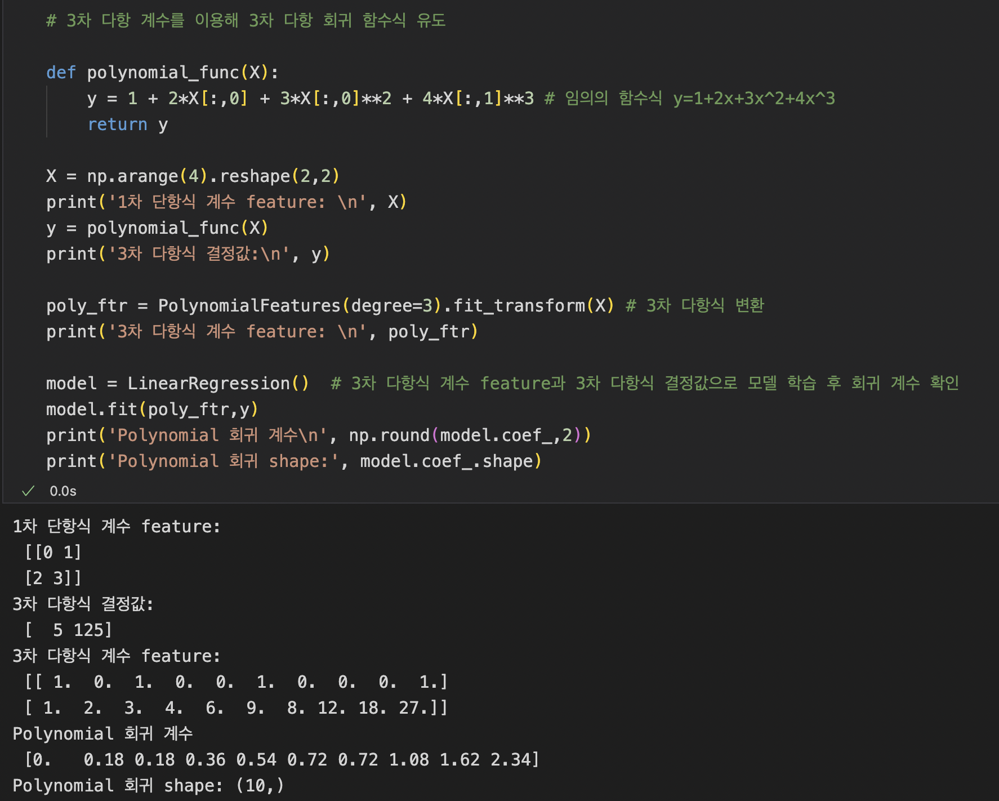 # 3차 다항 계수를 이용해 3차 다항 회귀 함수식 유도
def polynomial_func(X):
    y = 1 + 2*X[:,0] + 3*X[:,0]**2 + 4*X[:,1]**3 # 임의의 함수식 y=1+2x+3x^2+4x^3
    return y
X = np.arange(4).reshape(2,2)
print('1차 단항식 계수 feature: \n', X)
y = polynomial_func(X)
print('3차 다항식 결정값:\n', y)
poly_ftr = PolynomialFeatures(degree=3).fit_transform(X) # 3차 다항식 변환
print('3차 다항식 계수 feature: \n', poly_ftr)
model = LinearRegression()  # 3차 다항식 계수 feature과 3차 다항식 결정값으로 모델 학습 후 회귀 계수 확인
model.fit(poly_ftr,y)
print('Polynomial 회귀 계수\n', np.round(model.coef_,2))
print('Polynomial 회귀 shape:', model.coef_.shape)
✓ 0.0s
1차 단항식 계수 feature:
 [[0 1]
 [2 3]]
3차 다항식 결정값:
 [  5 125]
3차 다항식 계수 feature:
 [[ 1.  0.  1.  0.  0.  1.  0.  0.  0.  1.]
 [ 1.  2.  3.  4.  6.  9.  8. 12. 18. 27.]]
Polynomial 회귀 계수
 [0.   0.18 0.18 0.36 0.54 0.72 0.72 1.08 1.62 2.34]
Polynomial 회귀 shape: (10,)